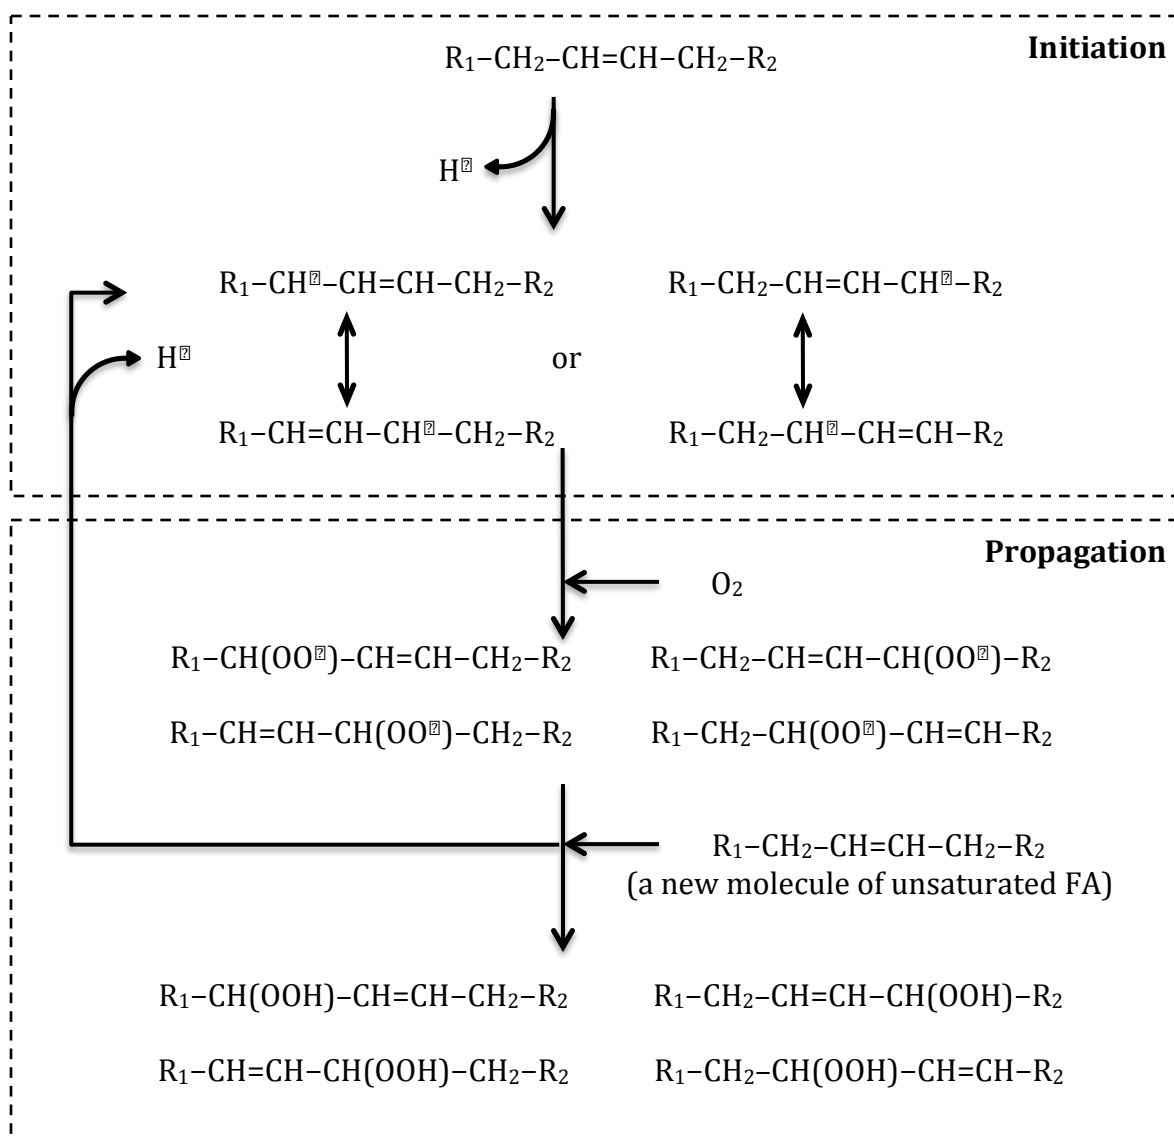 Initiation
R₁–CH₂–CH=CH–CH₂–R₂
H⍰
R₁–CH⍰–CH=CH–CH₂–R₂ R₁–CH₂–CH=CH–CH⍰–R₂
H⍰ or
R₁–CH=CH–CH⍰–CH₂–R₂ R₁–CH₂–CH⍰–CH=CH–R₂
Propagation
O₂
R₁–CH(OO⍰)–CH=CH–CH₂–R₂ R₁–CH₂–CH=CH–CH(OO⍰)–R₂
R₁–CH=CH–CH(OO⍰)–CH₂–R₂ R₁–CH₂–CH(OO⍰)–CH=CH–R₂
R₁–CH₂–CH=CH–CH₂–R₂
(a new molecule of unsaturated FA)
R₁–CH(OOH)–CH=CH–CH₂–R₂ R₁–CH₂–CH=CH–CH(OOH)–R₂
R₁–CH=CH–CH(OOH)–CH₂–R₂ R₁–CH₂–CH(OOH)–CH=CH–R₂